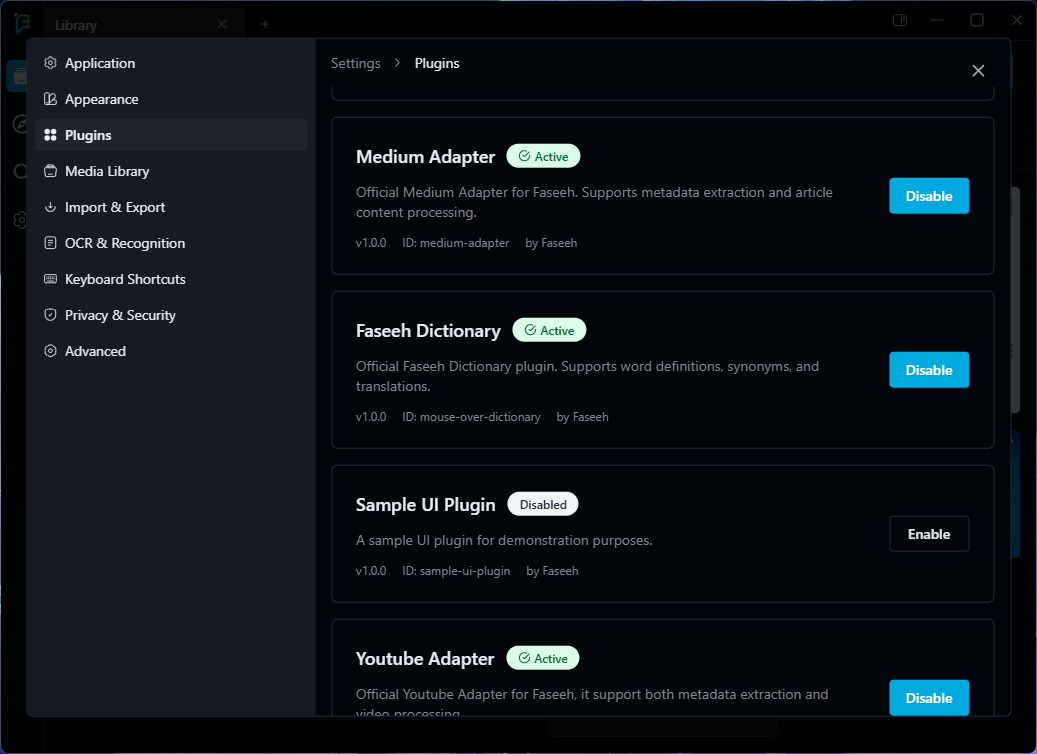 Library
Application
Appearance
Plugins
Media Library
Import & Export
OCR & Recognition
Keyboard Shortcuts
Privacy & Security
Advanced
Settings > Plugins
Medium Adapter Active
Official Medium Adapter for Faseeh. Supports metadata extraction and article
content processing.
v1.0.0 ID: medium-adapter by Faseeh
Disable
Faseeh Dictionary Active
Official Faseeh Dictionary plugin. Supports word definitions, synonyms, and
translations.
v1.0.0 ID: mouse-over-dictionary by Faseeh
Disable
Sample UI Plugin Disabled
A sample UI plugin for demonstration purposes.
v1.0.0 ID: sample-ui-plugin by Faseeh
Enable
Youtube Adapter Active
Official Youtube Adapter for Faseeh, it support both metadata extraction and
video processing
Disable